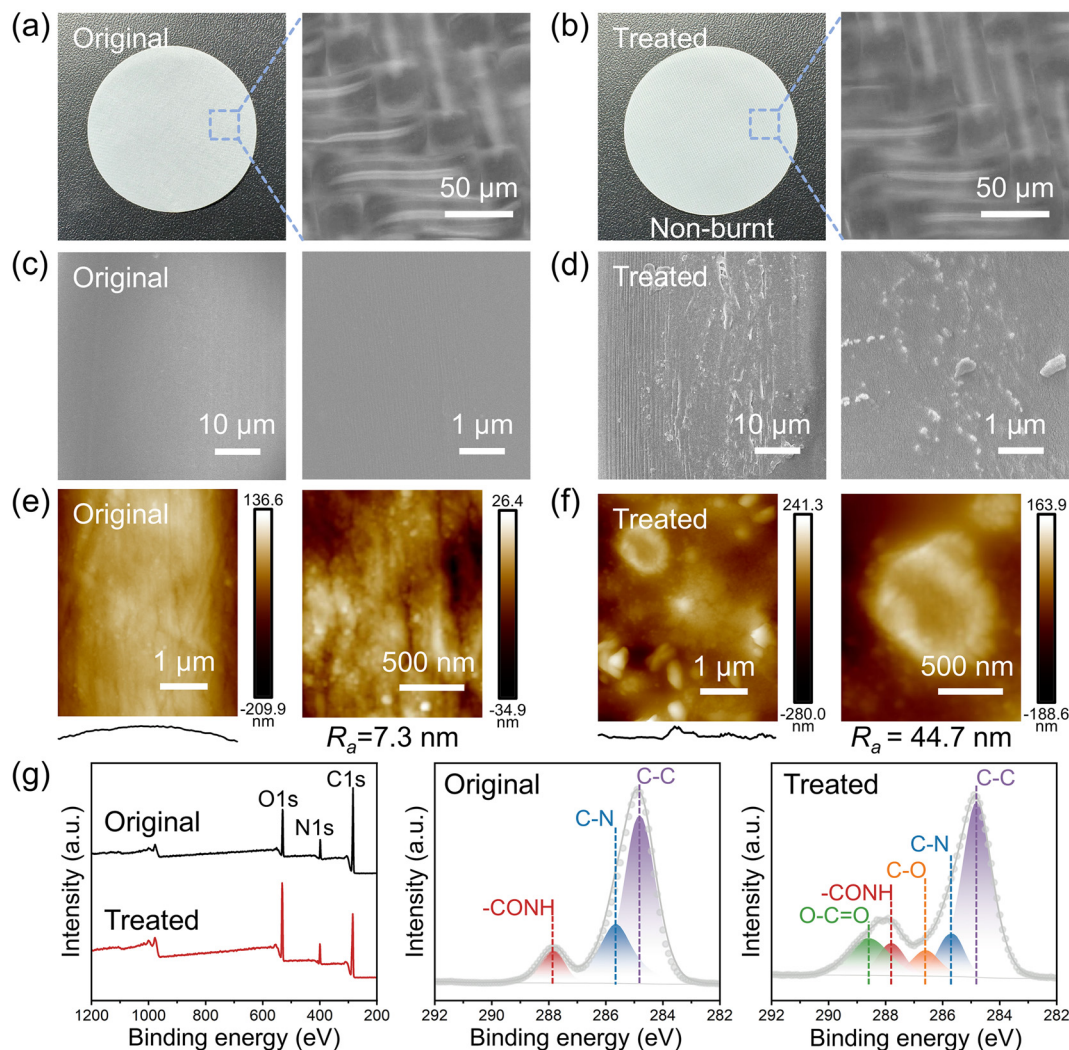 (a)
Original
50 µm
(b)
Treated
Non-burnt
50 µm
(c)
Original
10 µm
1 µm
(d)
Treated
10 µm
1 µm
(e)
Original
1 µm
136.6
-209.9
nm
500 nm
26.4
-34.9
nm
Ra=7.3 nm
(f)
Treated
1 µm
241.3
-280.0
nm
500 nm
163.9
-188.6
nm
Ra = 44.7 nm
(g)
Intensity (a.u.)
Original
Treated
O1s
N1s
C1s
1200 1000 800 600 400 200
Binding energy (eV)
Intensity (a.u.)
Original
-CONH
C-N
C-C
292 290 288 286 284 282
Binding energy (eV)
Intensity (a.u.)
Treated
O-C=O
-CONH
C-O
C-N
C-C
292 290 288 286 284 282
Binding energy (eV)